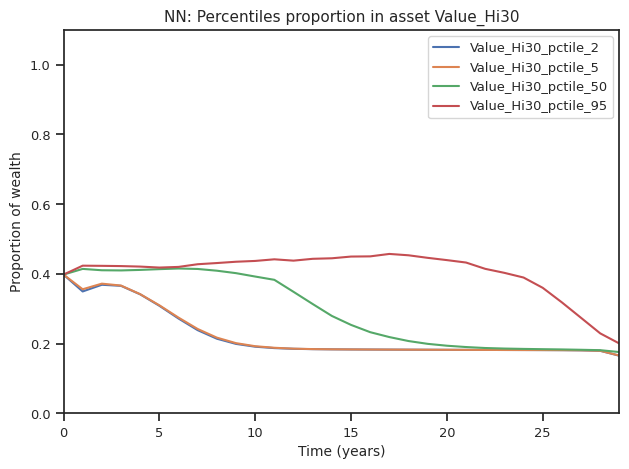 NN: Percentiles proportion in asset Value_Hi30
Value_Hi30_pctile_2
Value_Hi30_pctile_5
Value_Hi30_pctile_50
Value_Hi30_pctile_95
Proportion of wealth
1.0
0.8
0.6
0.4
0.2
0.0
0
5
10
15
20
25
Time (years)